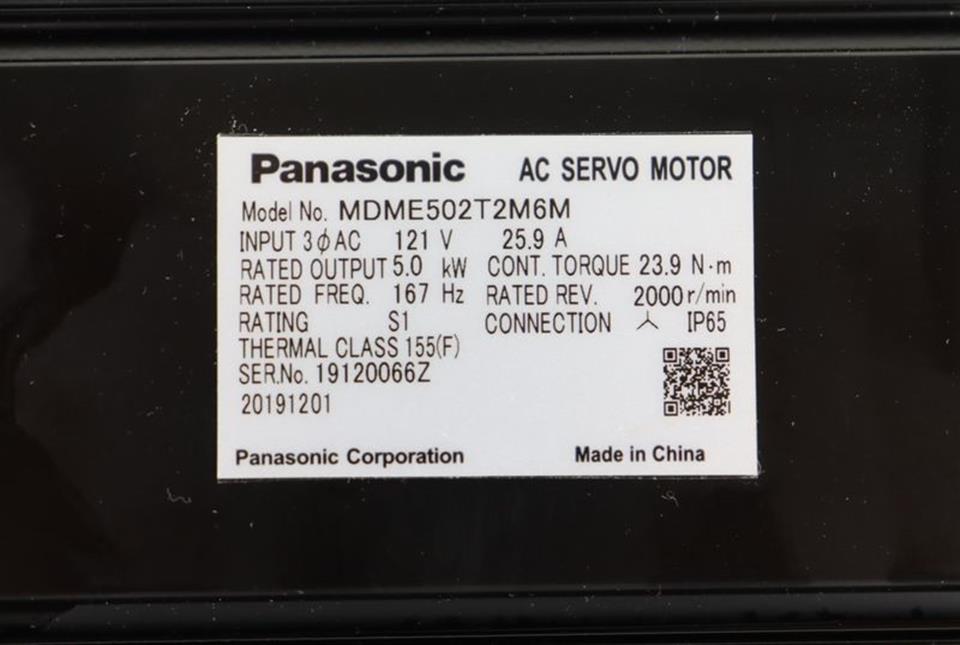 Panasonic AC SERVO MOTOR
Model No. MDME502T2M6M
INPUT 3φAC 121 V 25.9 A
RATED OUTPUT 5.0 kW CONT. TORQUE 23.9 N·m
RATED FREQ. 167 Hz RATED REV. 2000 r/min
RATING S1 CONNECTION 人 IP65
THERMAL CLASS 155(F)
SER.No. 19120066Z
20191201
Panasonic Corporation Made in China